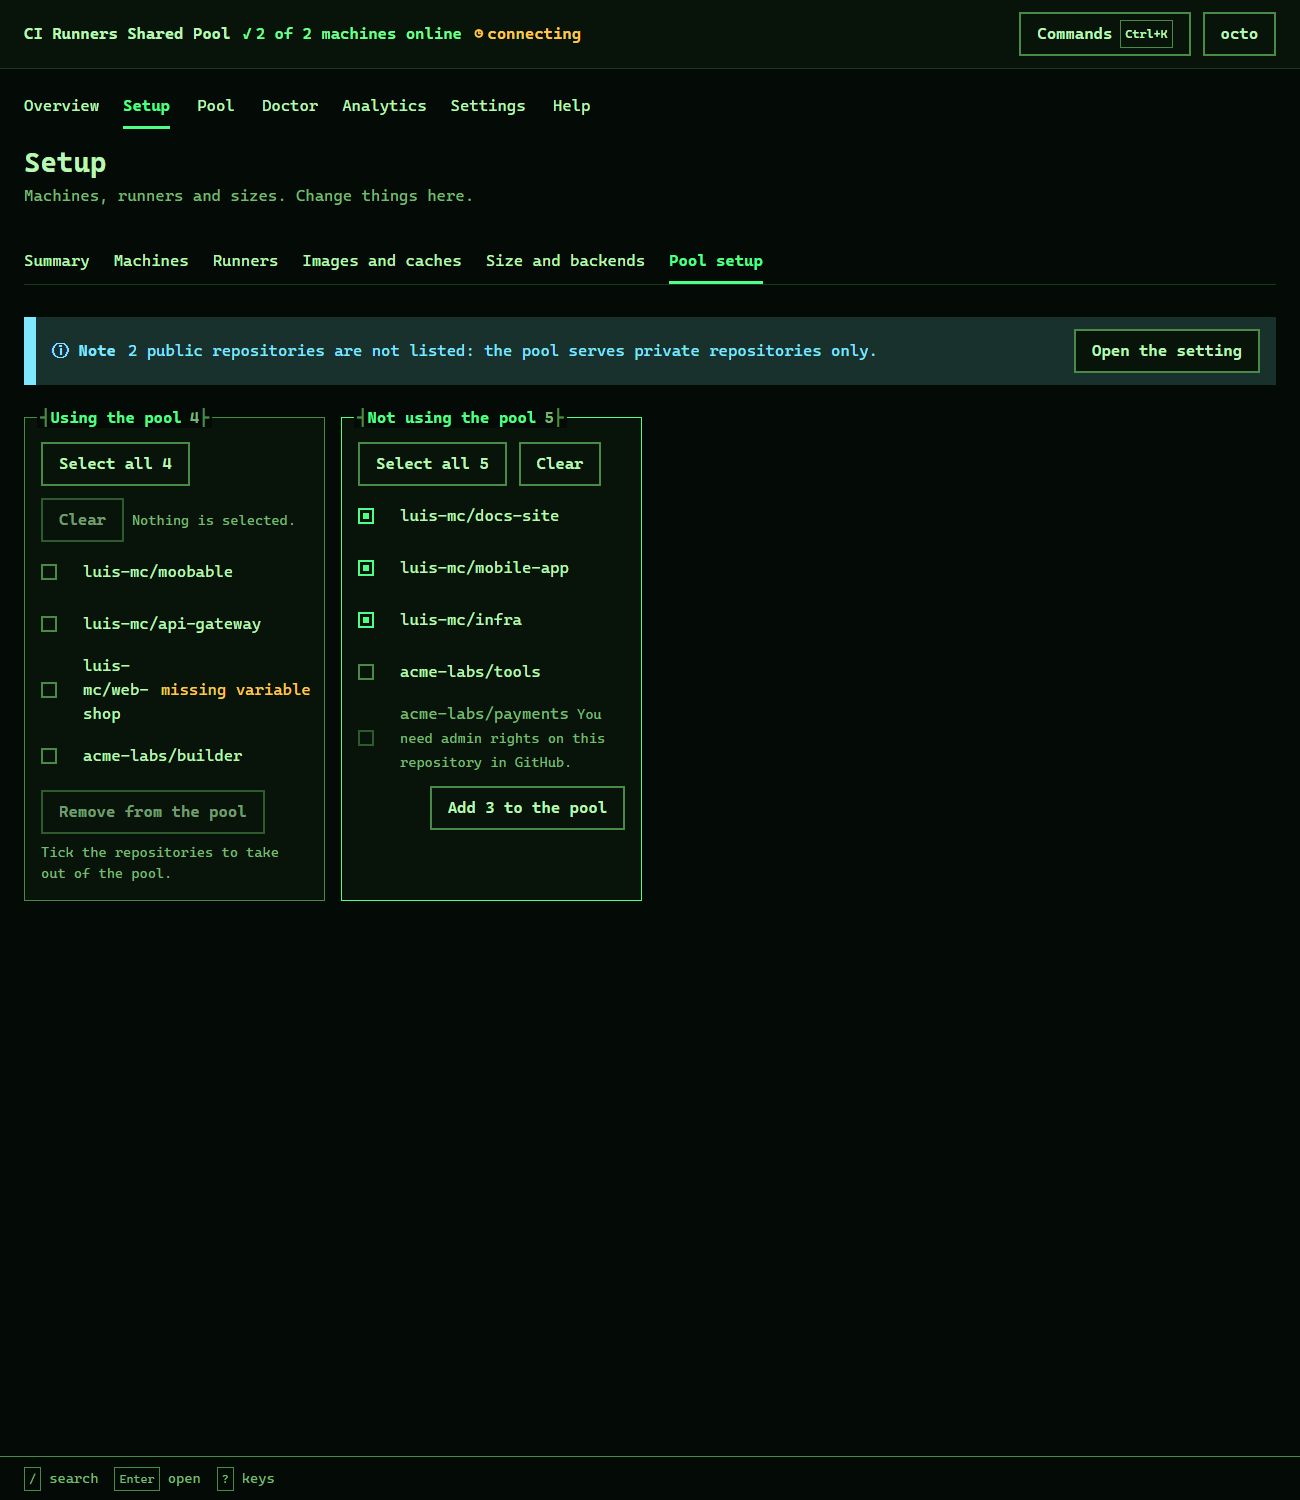 CI Runners Shared Pool ✓ 2 of 2 machines online connecting
Commands Ctrl+K octo
Overview Setup Pool Doctor Analytics Settings Help
Setup
Machines, runners and sizes. Change things here.
Summary Machines Runners Images and caches Size and backends Pool setup
ⓘ Note 2 public repositories are not listed: the pool serves private repositories only. Open the setting
Using the pool 4
Select all 4
Clear Nothing is selected.
luis-mc/moobable
luis-mc/api-gateway
luis-
mc/web- missing variable
shop
acme-labs/builder
Remove from the pool
Tick the repositories to take
out of the pool.
Not using the pool 5
Select all 5 Clear
luis-mc/docs-site
luis-mc/mobile-app
luis-mc/infra
acme-labs/tools
acme-labs/payments You
need admin rights on this
repository in GitHub.
Add 3 to the pool
/ search Enter open ? keys